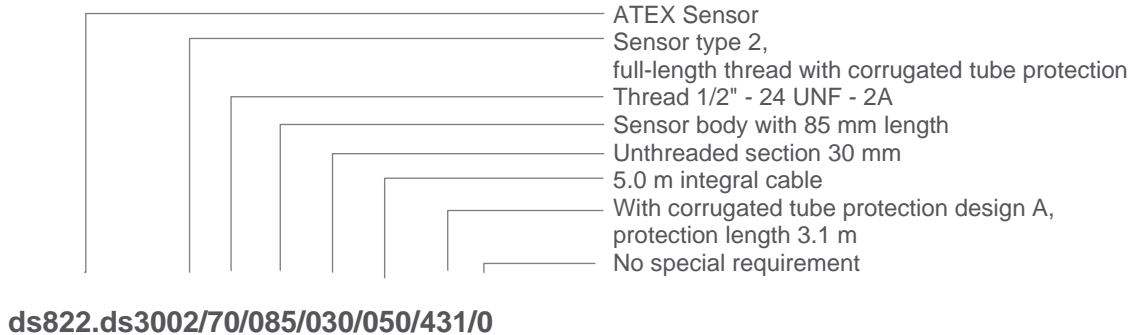 ATEX Sensor
Sensor type 2,
full-length thread with corrugated tube protection
Thread 1/2" - 24 UNF - 2A
Sensor body with 85 mm length
Unthreaded section 30 mm
5.0 m integral cable
With corrugated tube protection design A,
protection length 3.1 m
No special requirement
ds822.ds3002/70/085/030/050/431/0